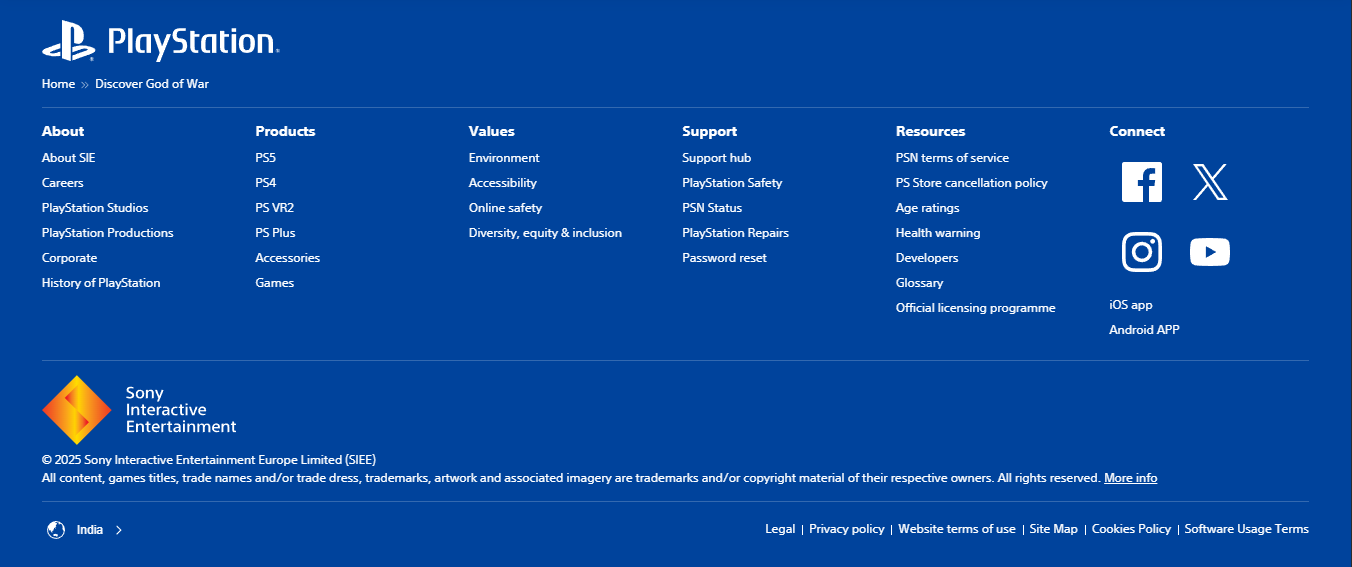 PlayStation
Home » Discover God of War
About
About SIE
Careers
PlayStation Studios
PlayStation Productions
Corporate
History of PlayStation
Products
PS5
PS4
PS VR2
PS Plus
Accessories
Games
Values
Environment
Accessibility
Online safety
Diversity, equity & inclusion
Support
Support hub
PlayStation Safety
PSN Status
PlayStation Repairs
Password reset
Resources
PSN terms of service
PS Store cancellation policy
Age ratings
Health warning
Developers
Glossary
Official licensing programme
Connect
iOS app
Android APP
Sony
Interactive
Entertainment
© 2025 Sony Interactive Entertainment Europe Limited (SIEE)
All content, games titles, trade names and/or trade dress, trademarks, artwork and associated imagery are trademarks and/or copyright material of their respective owners. All rights reserved. More info
India
Legal | Privacy policy | Website terms of use | Site Map | Cookies Policy | Software Usage Terms